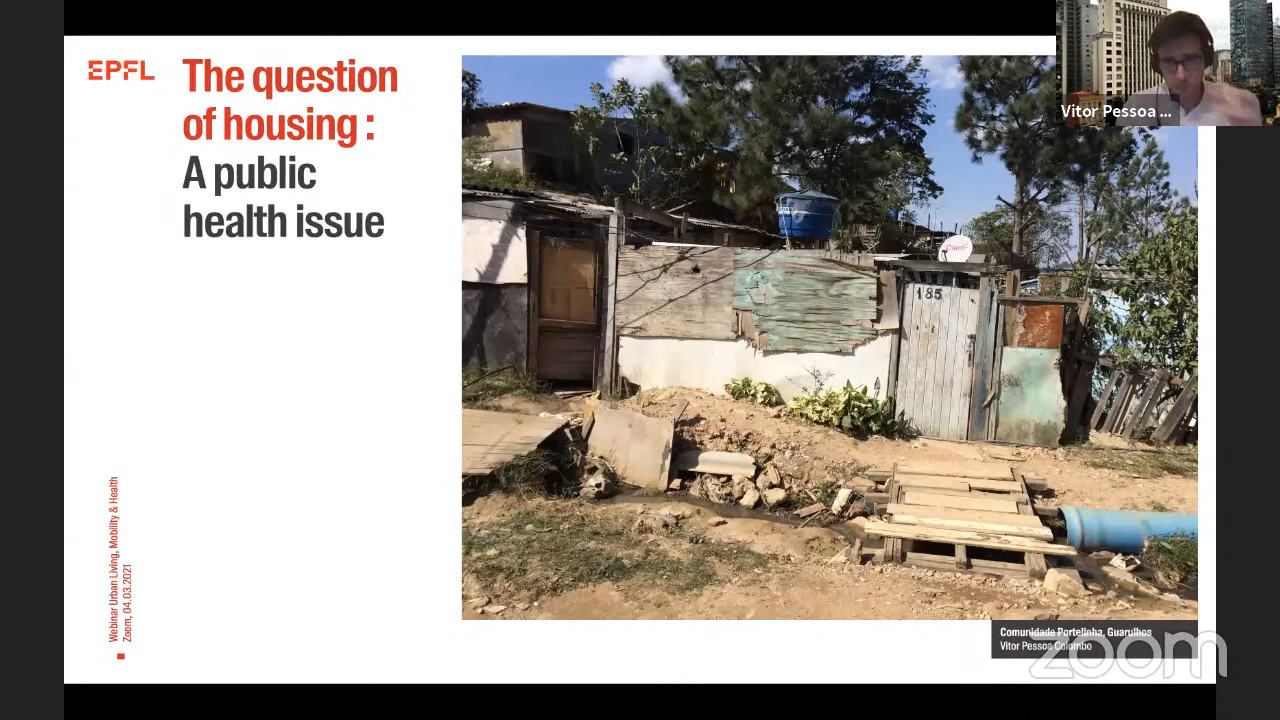 EPFL
The question
of housing :
A public
health issue
Vitor Pessoa ...
Claro
185
Webinar Urban Living, Mobility & Health
Zoom, 04.03.2021
Comunidade Portelinha, Guarulhos
Vitor Pessoa Colombo
zoom